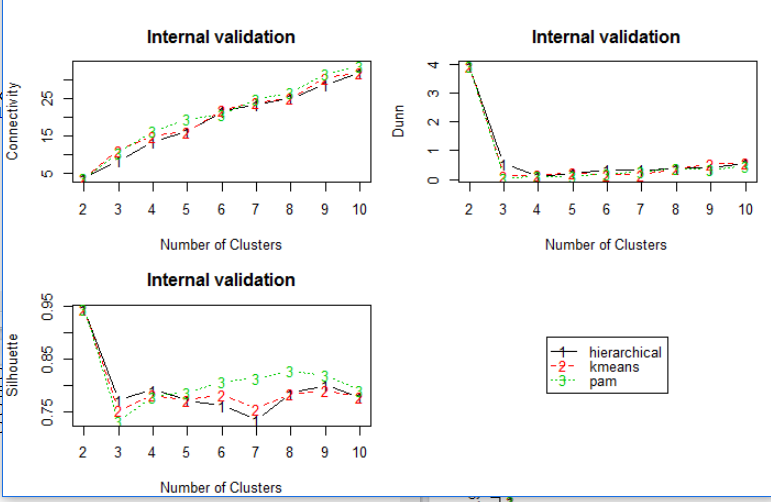 Internal validation
Connectivity
5 15 25
2 3 4 5 6 7 8 9 10
Number of Clusters
Internal validation
Dunn
0 1 2 3 4
2 3 4 5 6 7 8 9 10
Number of Clusters
Internal validation
Silhouette
0.75 0.85 0.95
2 3 4 5 6 7 8 9 10
Number of Clusters
1 hierarchical
2 kmeans
3 pam